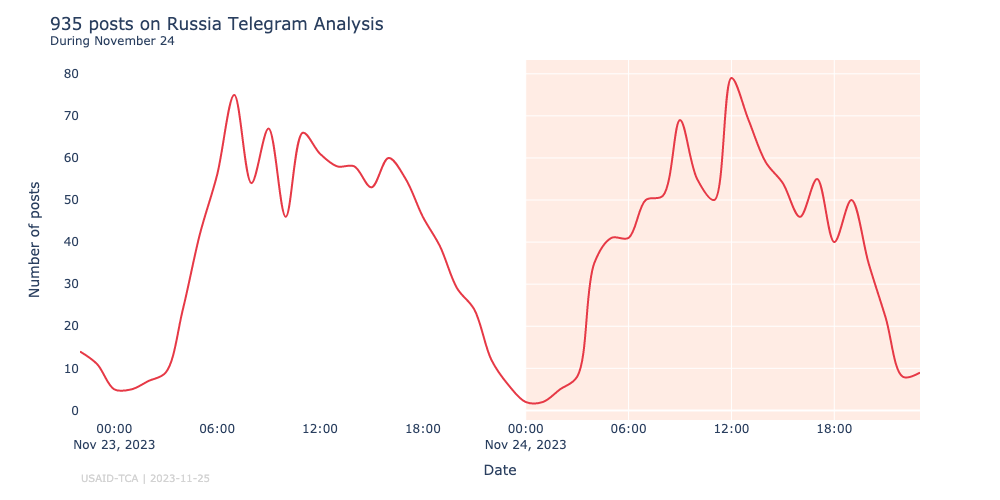 935 posts on Russia Telegram Analysis
During November 24
Number of posts
80
70
60
50
40
30
20
10
0
00:00 06:00 12:00 18:00 00:00 06:00 12:00 18:00
Nov 23, 2023 Nov 24, 2023
Date
USAID-TCA | 2023-11-25